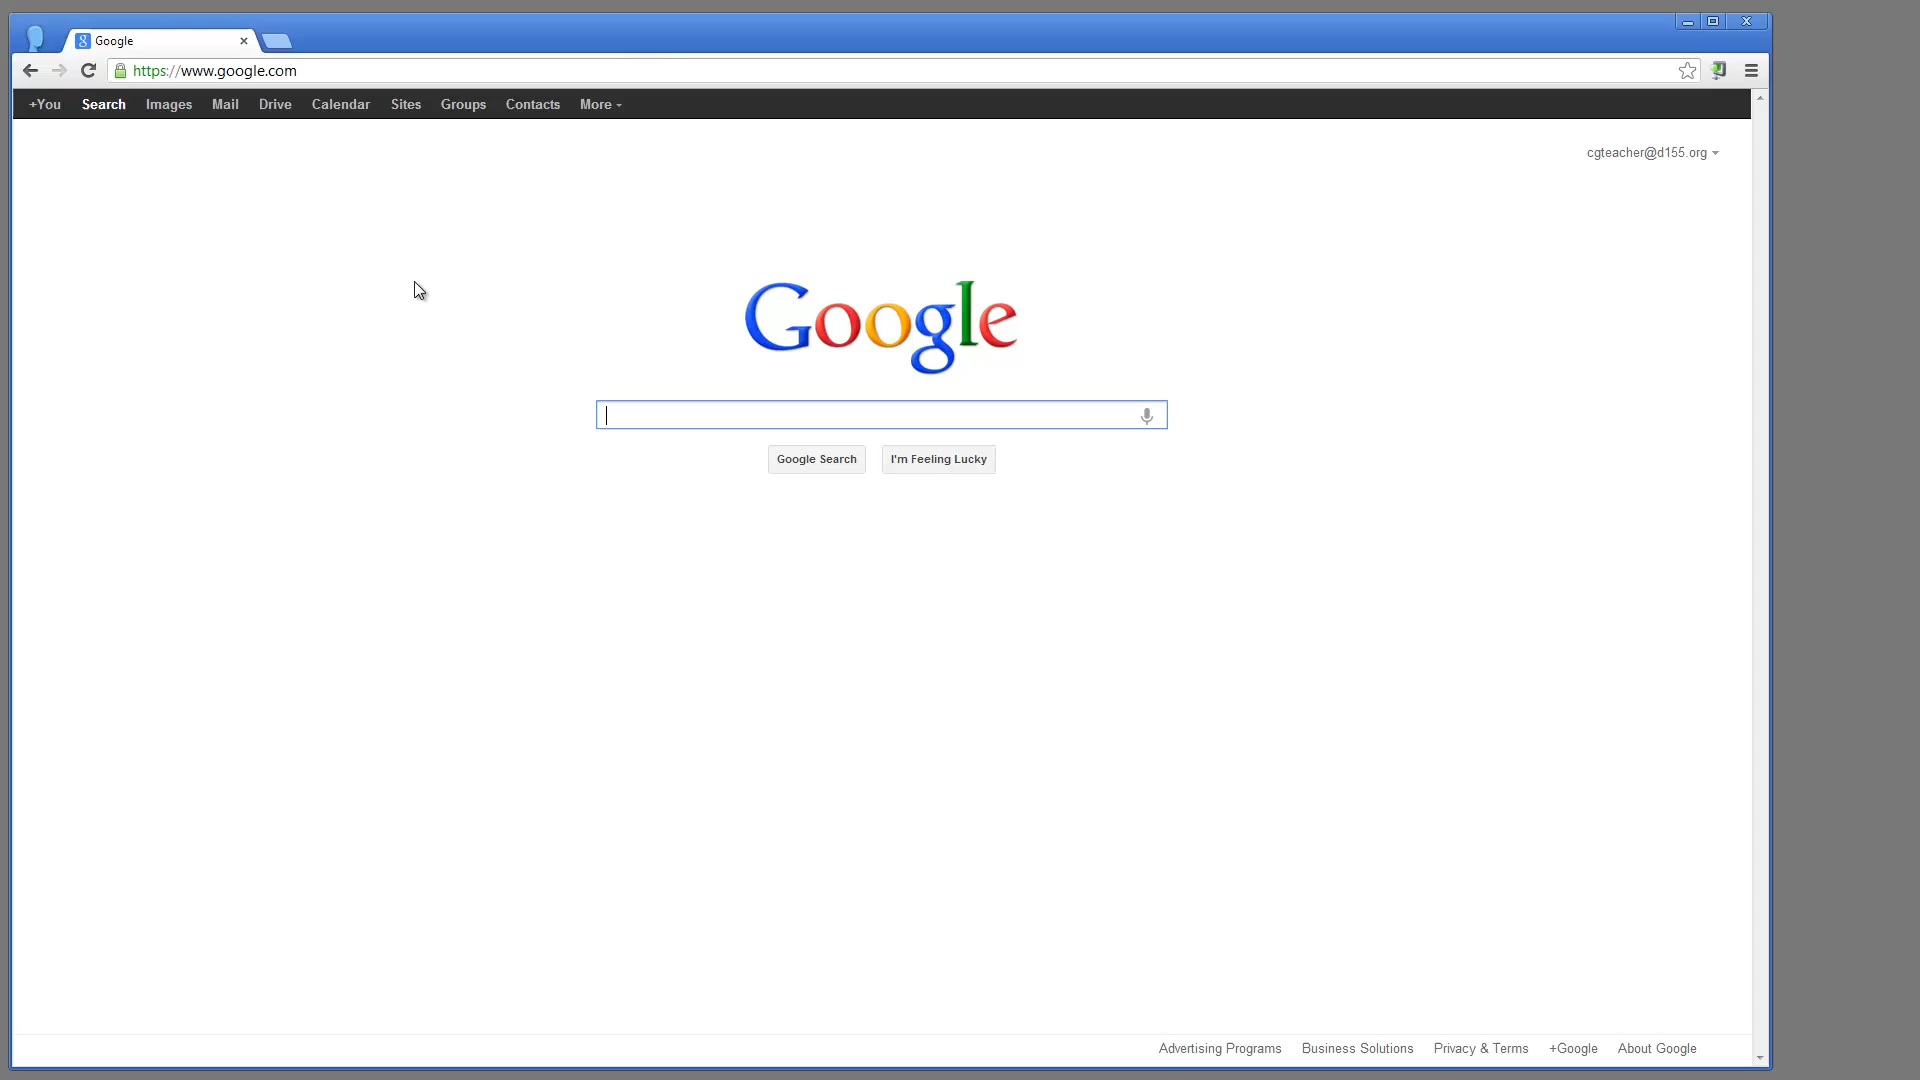 Google
https://www.google.com
+You Search Images Mail Drive Calendar Sites Groups Contacts More
cgteacher@d155.org
Google
Google Search I'm Feeling Lucky
Advertising Programs Business Solutions Privacy & Terms +Google About Google